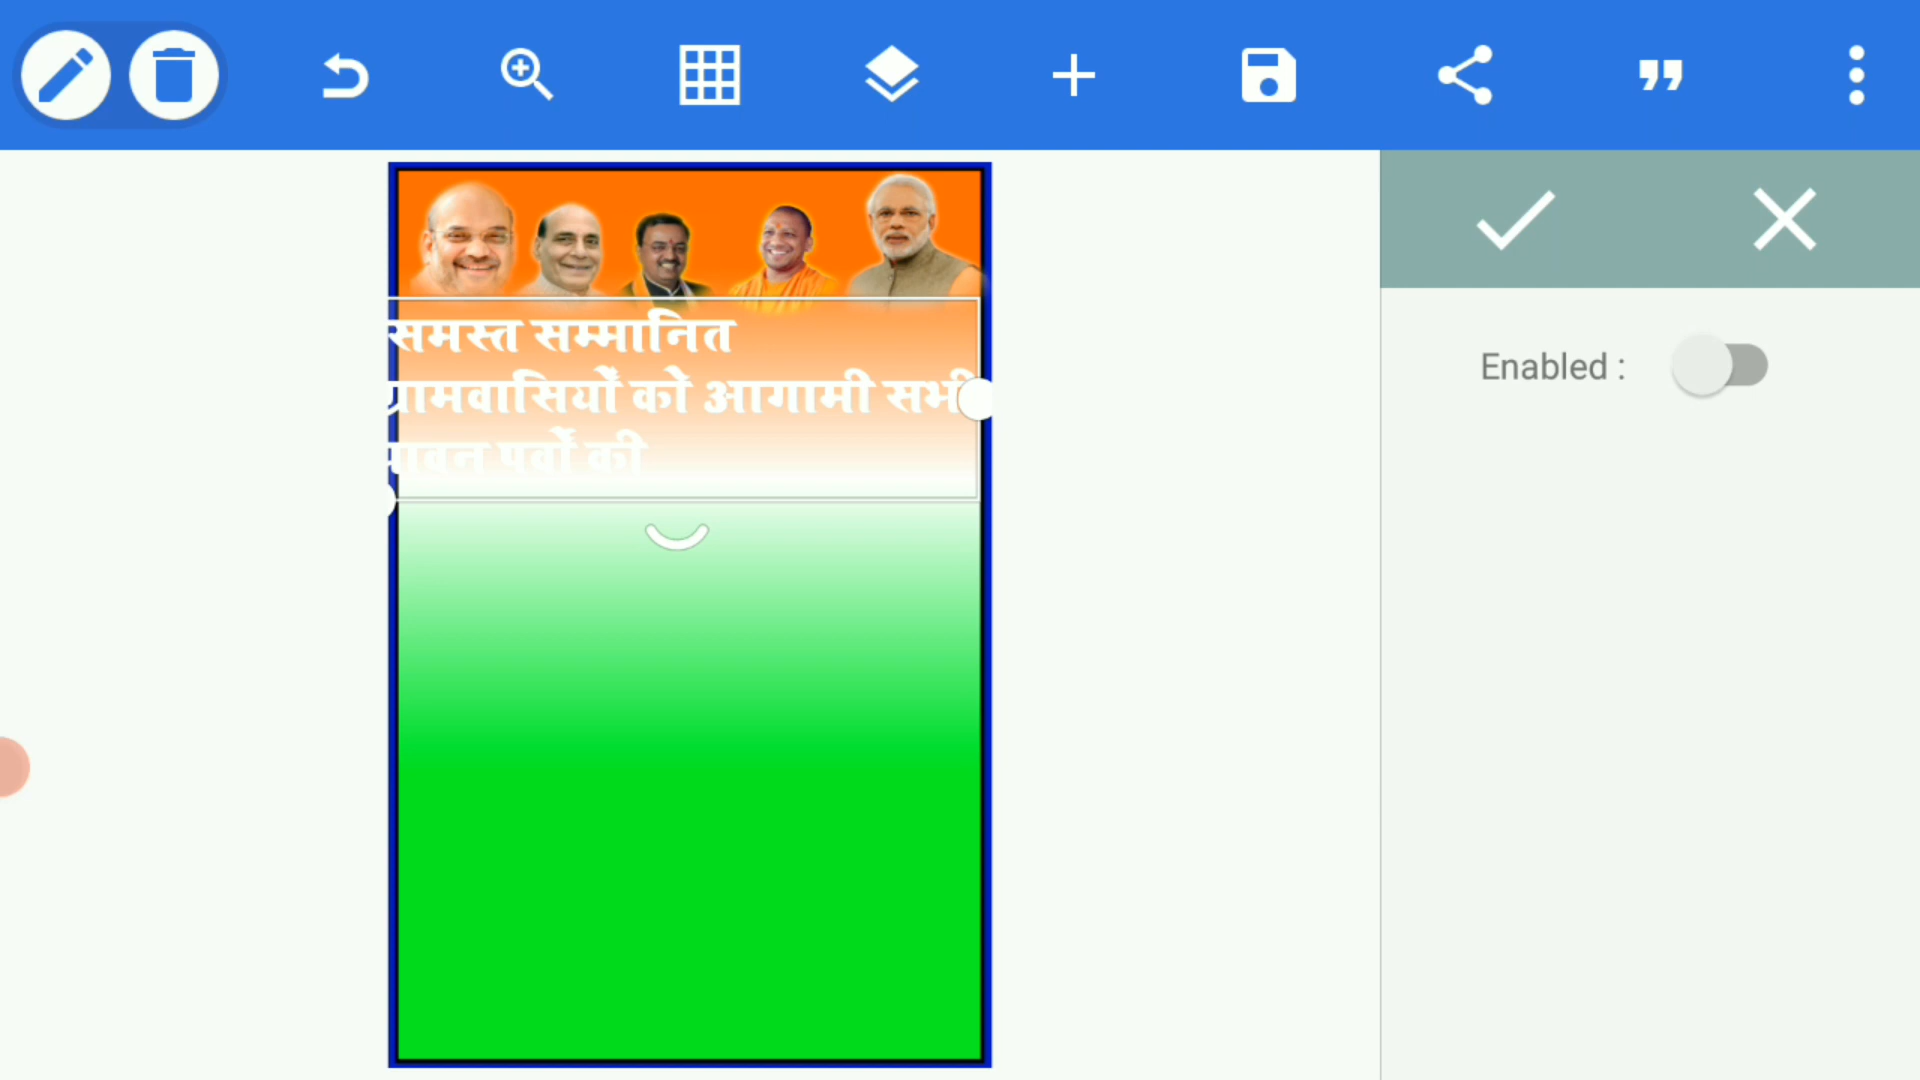 समस्त सम्मानित
ग्रामवासियों को आगामी सभी
पावन पर्वों की
Enabled :